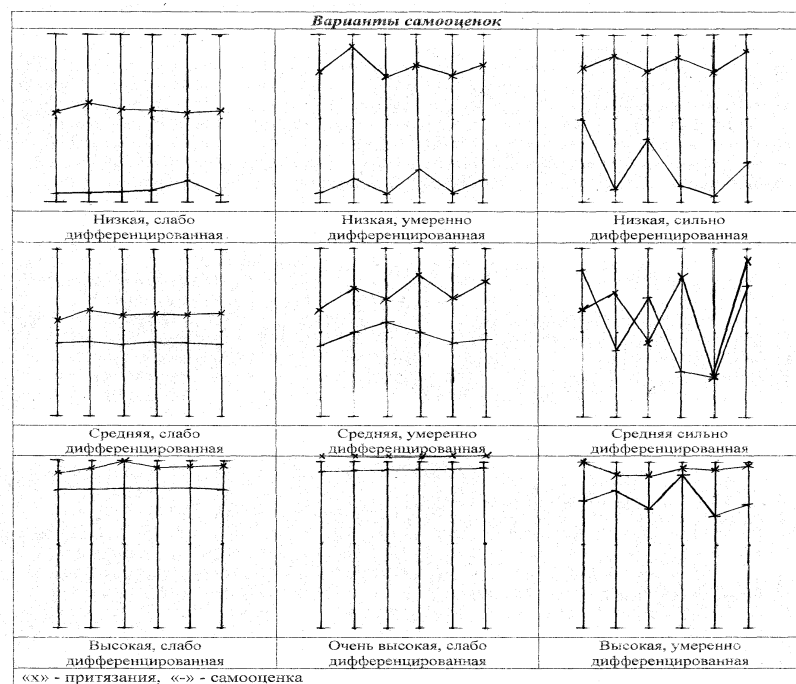 Варианты самооценок
Низкая, слабо
дифференцированная
Низкая, умеренно
дифференцированная
Низкая, сильно
дифференцированная
Средняя, слабо
дифференцированная
Средняя, умеренно
дифференцированная
Средняя сильно
дифференцированная
Высокая, слабо
дифференцированная
Очень высокая, слабо
дифференцированная
Высокая, умеренно
дифференцированная
«х» - притязания, «-» - самооценка